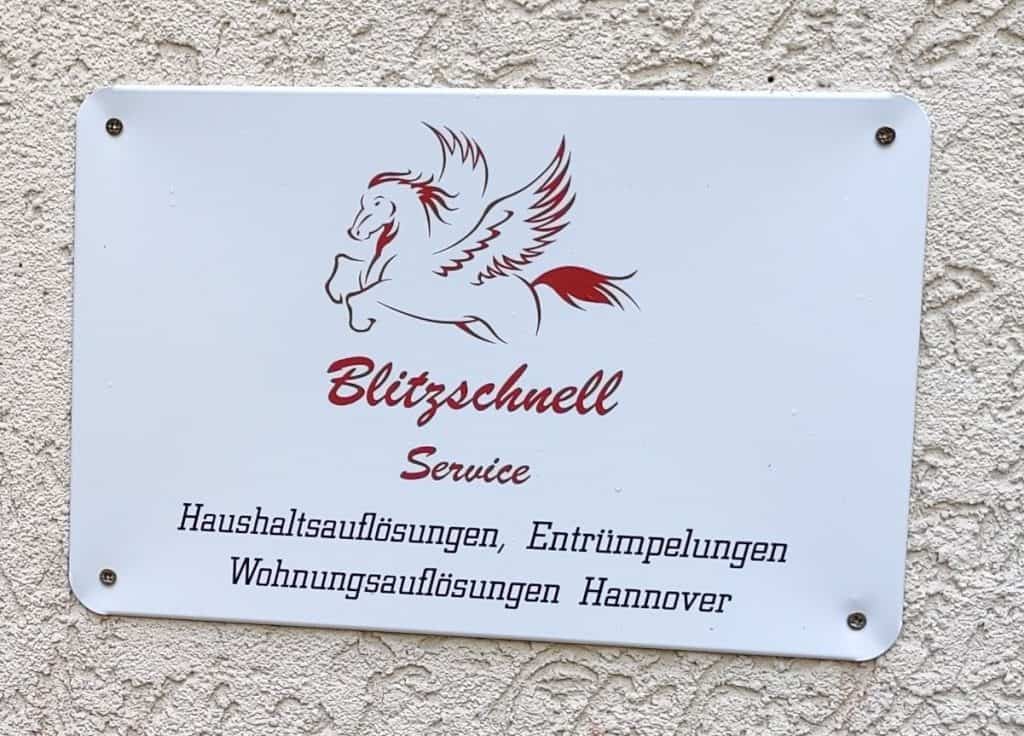 Blitzschnell
Service
Haushaltsauflösungen, Entrümpelungen
Wohnungsauflösungen Hannover